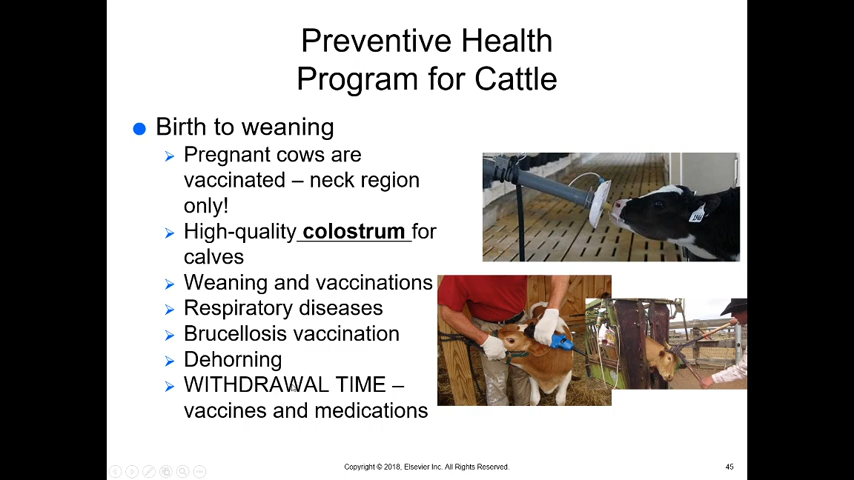 Preventive Health
Program for Cattle
Birth to weaning
Pregnant cows are
vaccinated – neck region
only!
High-quality colostrum for
calves
Weaning and vaccinations
Respiratory diseases
Brucellosis vaccination
Dehorning
WITHDRAWAL TIME –
vaccines and medications
Copyright © 2018, Elsevier Inc. All Rights Reserved.
45